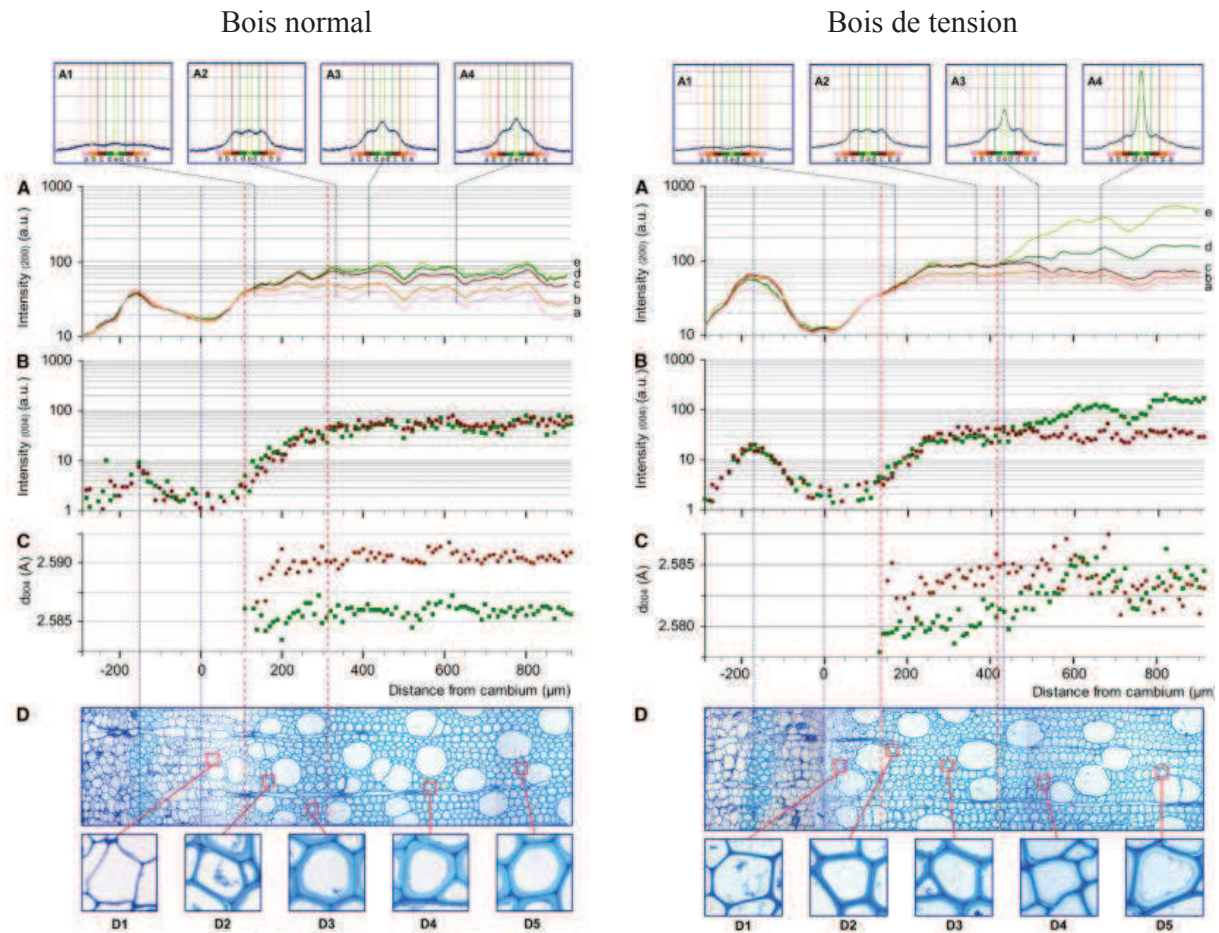 Bois normal
Bois de tension
A1
A2
A3
A4
a b c d e d c b a
a b c d e d c b a
a b c d e d c b a
a b c d e d c b a
A1
A2
A3
A4
a b c d e d c b a
a b c d e d c b a
a b c d e d c b a
a b c d e d c b a
A
Intensity (200) (a.u.)
1000
100
10
e
d
c
b
a
A
Intensity (200) (a.u.)
1000
100
10
e
d
c
b
a
B
Intensity (004) (a.u.)
1000
100
10
1
B
Intensity (004) (a.u.)
1000
100
10
1
C
d004 (Å)
2.590
2.585
-200
0
200
400
600
800
Distance from cambium (µm)
C
d004 (Å)
2.585
2.580
-200
0
200
400
600
800
Distance from cambium (µm)
D
D1
D2
D3
D4
D5
D
D1
D2
D3
D4
D5